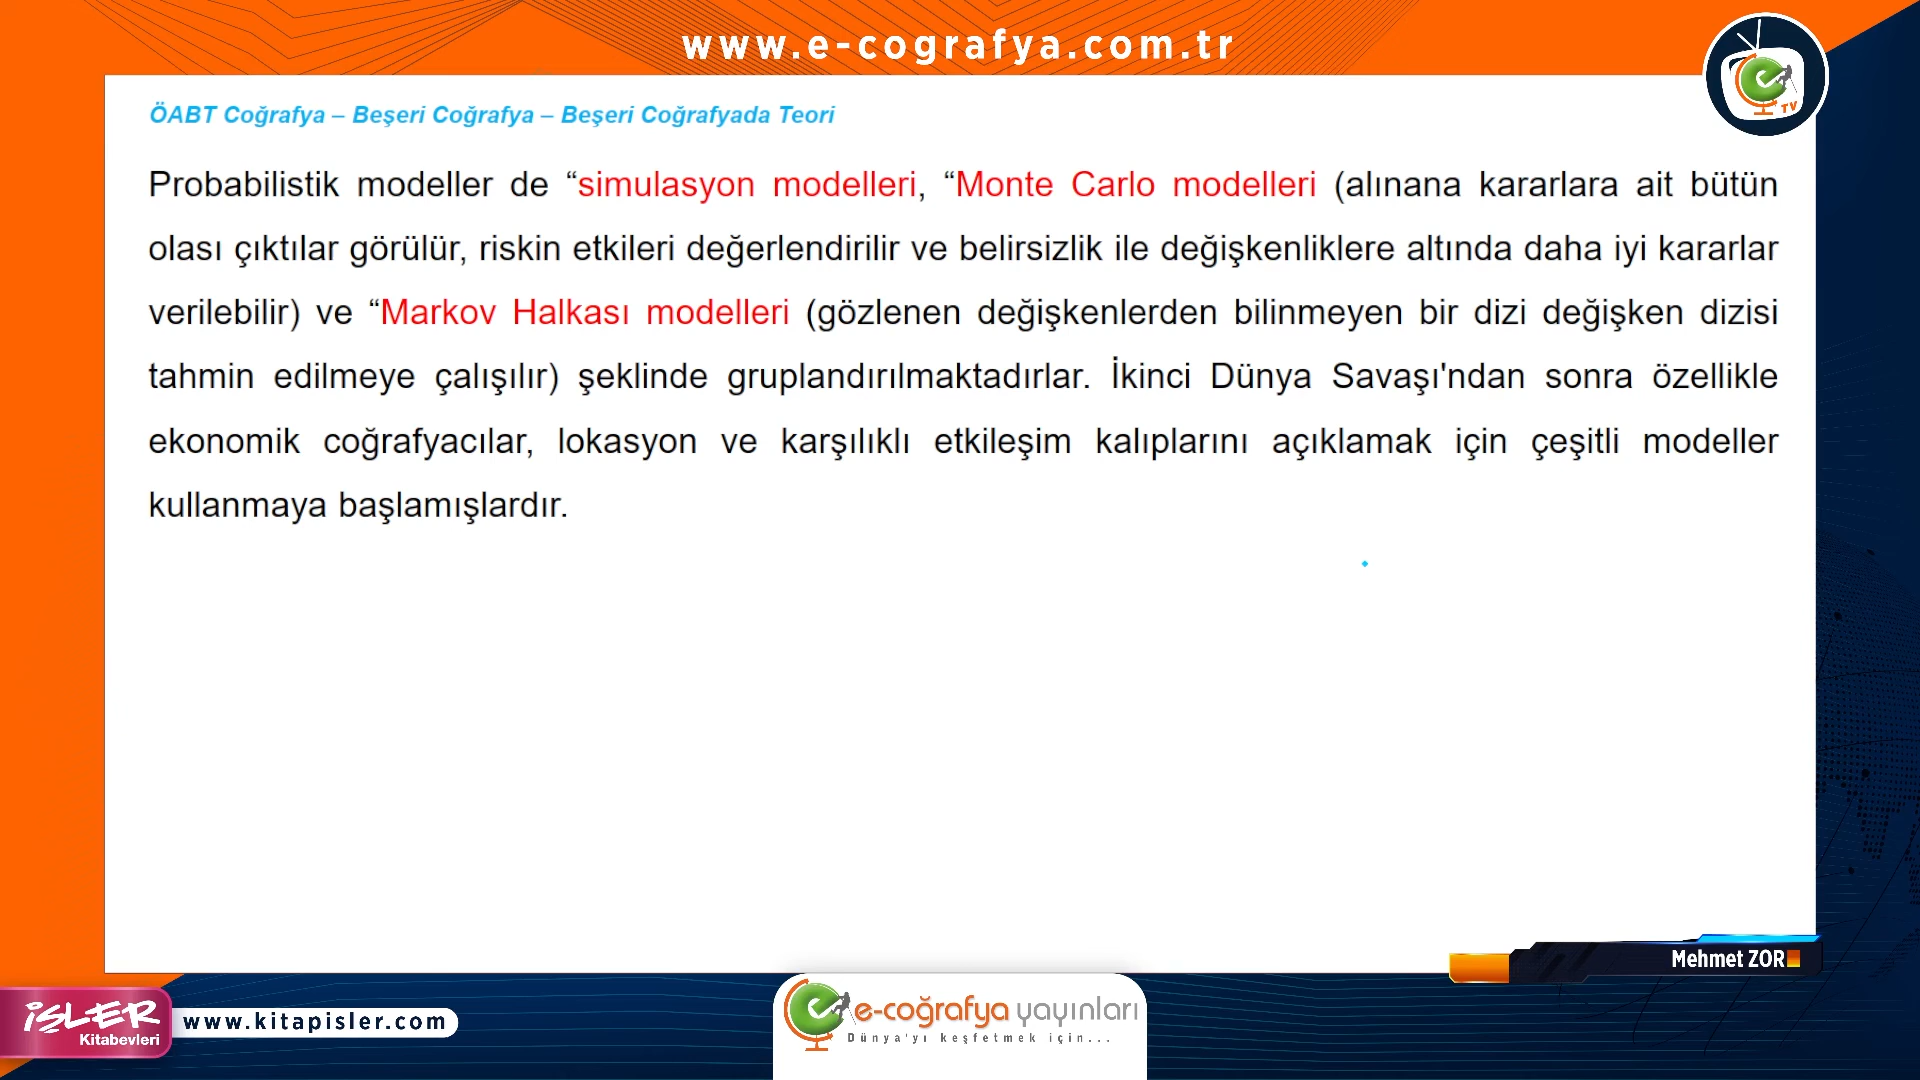 www.e-cografya.com.tr
TV
ÖABT Coğrafya – Beşeri Coğrafya – Beşeri Coğrafyada Teori
Probabilistik modeller de “simulasyon modelleri, “Monte Carlo modelleri (alınana kararlara ait bütün
olası çıktılar görülür, riskin etkileri değerlendirilir ve belirsizlik ile değişkenliklere altında daha iyi kararlar
verilebilir) ve “Markov Halkası modelleri (gözlenen değişkenlerden bilinmeyen bir dizi değişken dizisi
tahmin edilmeye çalışılır) şeklinde gruplandırılmaktadırlar. İkinci Dünya Savaşı'ndan sonra özellikle
ekonomik coğrafyacılar, lokasyon ve karşılıklı etkileşim kalıplarını açıklamak için çeşitli modeller
kullanmaya başlamışlardır.
Mehmet ZOR
İŞLER
Kitabevleri
www.kitapisler.com
e-coğrafya yayınları
Dünya'yı keşfetmek için...